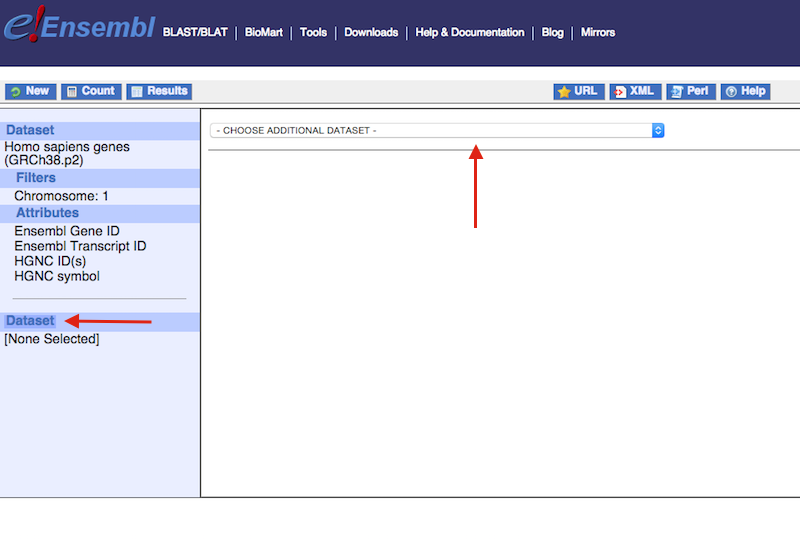 e!Ensembl BLAST/BLAT | BioMart | Tools | Downloads | Help & Documentation | Blog | Mirrors
New Count Results URL XML Perl Help
Dataset
- CHOOSE ADDITIONAL DATASET -
Homo sapiens genes
(GRCh38.p2)
Filters
Chromosome: 1
Attributes
Ensembl Gene ID
Ensembl Transcript ID
HGNC ID(s)
HGNC symbol
Dataset
[None Selected]